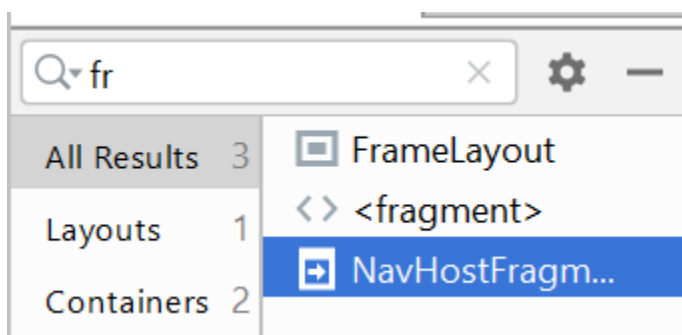 fr
All Results 3
Layouts 1
Containers 2
FrameLayout
<fragment>
NavHostFragm...